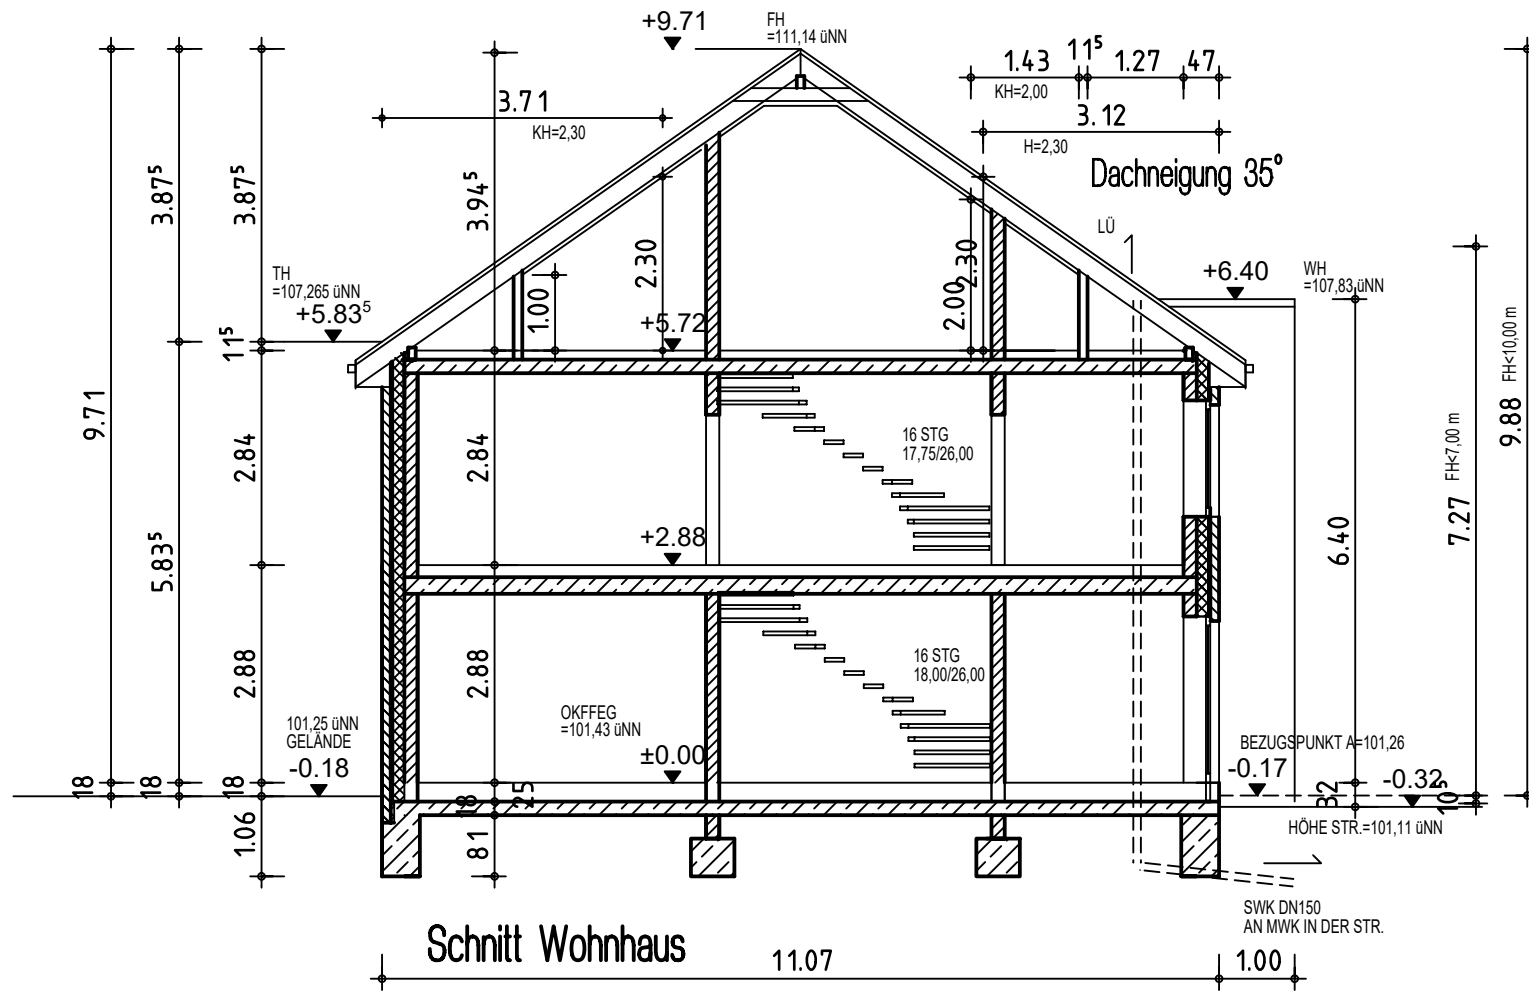 +9.71
FH
=111,14 üNN
1.43
11⁵
1.27
47
KH=2,00
3.71
KH=2,30
3.12
H=2,30
Dachneigung 35°
3.87⁵
3.87⁵
3.94⁵
LÜ
TH
=107,265 üNN
+5.83⁵
2.30
2.30
1.00
2.00
+5.72
+6.40
WH
=107,83 üNN
11⁵
9.71
2.84
2.84
16 STG
17,75/26,00
9.88
FH<10,00 m
FH<7,00 m
7.27
6.40
5.83⁵
+2.88
2.88
2.88
16 STG
18,00/26,00
OKFFEG
=101,43 üNN
±0.00
101,25 üNN
GELÄNDE
-0.18
BEZUGSPUNKT A=101,26
-0.17
-0.32
18
18
18
18
25
32
10⁵
1.06
81
HÖHE STR.=101,11 üNN
SWK DN150
AN MWK IN DER STR.
Schnitt Wohnhaus
11.07
1.00